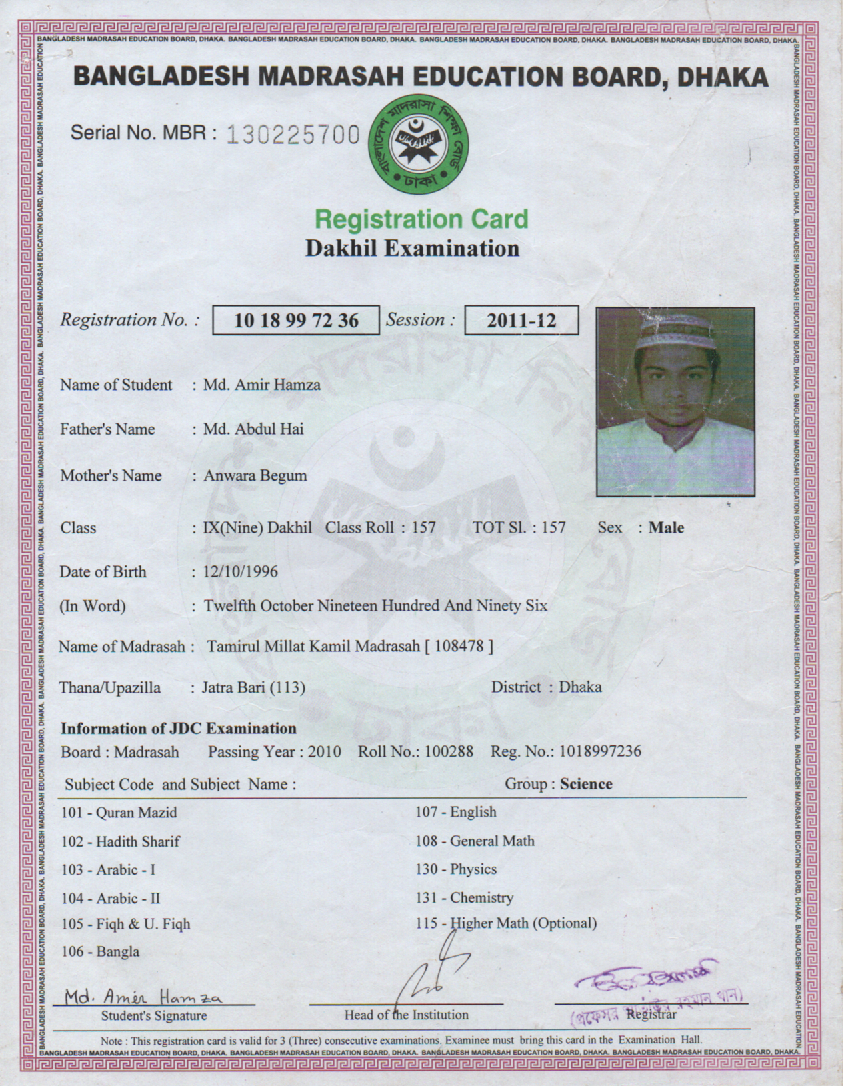 BANGLADESH MADRASAH EDUCATION BOARD, DHAKA. BANGLADESH MADRASAH EDUCATION BOARD, DHAKA. BANGLADESH MADRASAH EDUCATION BOARD, DHAKA. BANGLADESH MADRASAH EDUCATION BOARD, DHAKA.
BANGLADESH MADRASAH EDUCATION BOARD, DHAKA
Serial No. MBR : 130225700
বাংলাদেশ মাদরাসা শিক্ষা বোর্ড
ঢাকা
Registration Card
Dakhil Examination
Registration No. : 10 18 99 72 36 Session : 2011-12
Name of Student : Md. Amir Hamza
Father's Name : Md. Abdul Hai
Mother's Name : Anwara Begum
Class : IX(Nine) Dakhil Class Roll : 157 TOT Sl. : 157 Sex : Male
Date of Birth : 12/10/1996
(In Word) : Twelfth October Nineteen Hundred And Ninety Six
Name of Madrasah : Tamirul Millat Kamil Madrasah [ 108478 ]
Thana/Upazilla : Jatra Bari (113) District : Dhaka
Information of JDC Examination
Board : Madrasah Passing Year : 2010 Roll No.: 100288 Reg. No.: 1018997236
Subject Code and Subject Name : Group : Science
101 - Quran Mazid 107 - English
102 - Hadith Sharif 108 - General Math
103 - Arabic - I 130 - Physics
104 - Arabic - II 131 - Chemistry
105 - Fiqh & U. Fiqh 115 - Higher Math (Optional)
106 - Bangla
Md. Amir Hamza
Student's Signature Head of the Institution Registrar
Note : This registration card is valid for 3 (Three) consecutive examinations. Examinee must bring this card in the Examination Hall.
BANGLADESH MADRASAH EDUCATION BOARD, DHAKA. BANGLADESH MADRASAH EDUCATION BOARD, DHAKA. BANGLADESH MADRASAH EDUCATION BOARD, DHAKA. BANGLADESH MADRASAH EDUCATION BOARD, DHAKA.